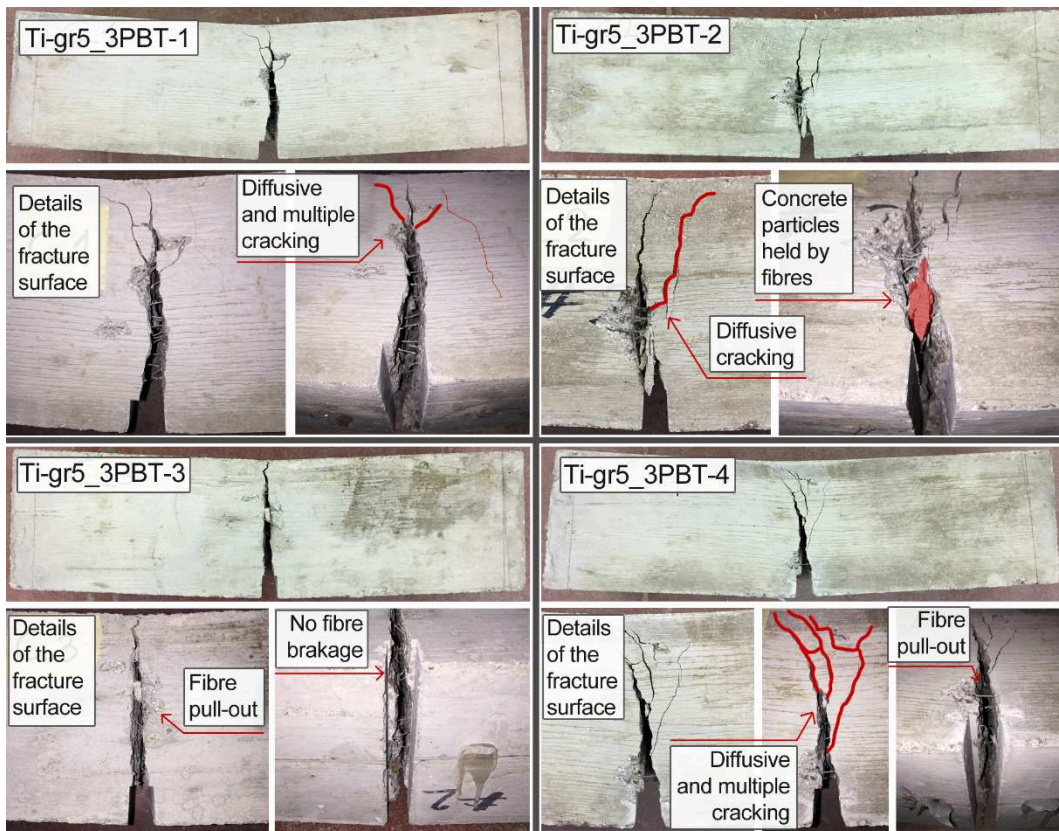 Ti-gr5_3PBT-1
Details
of the
fracture
surface
Diffusive
and multiple
cracking
Ti-gr5_3PBT-2
Details
of the
fracture
surface
Diffusive
cracking
Concrete
particles
held by
fibres
Ti-gr5_3PBT-3
Details
of the
fracture
surface
Fibre
pull-out
No fibre
brakage
Ti-gr5_3PBT-4
Details
of the
fracture
surface
Diffusive
and multiple
cracking
Fibre
pull-out